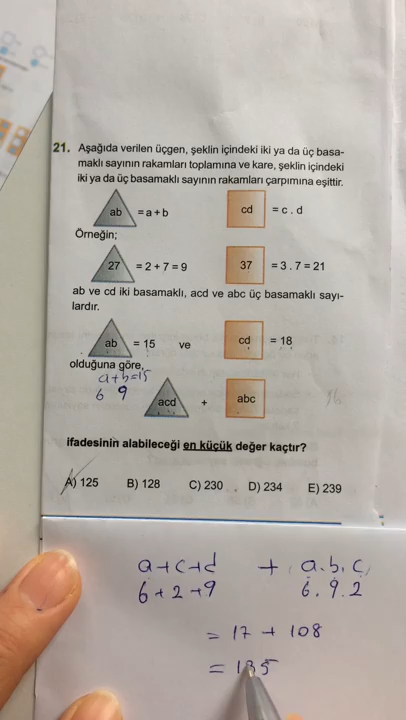 21. Aşağıda verilen üçgen, şeklin içindeki iki ya da üç basa-
maklı sayının rakamları toplamına ve kare, şeklin içindeki
iki ya da üç basamaklı sayının rakamları çarpımına eşittir.
ab = a + b cd = c . d
Örneğin;
27 = 2 + 7 = 9 37 = 3 . 7 = 21
ab ve cd iki basamaklı, acd ve abc üç basamaklı sayı-
lardır.
ab = 15 ve cd = 18
olduğuna göre,
a+b=15
6 9
acd + abc
ifadesinin alabileceği en küçük değer kaçtır?
A) 125 B) 128 C) 230 D) 234 E) 239
a+c+d + a.b.c
6+2+9 6.9.2
= 17 + 108